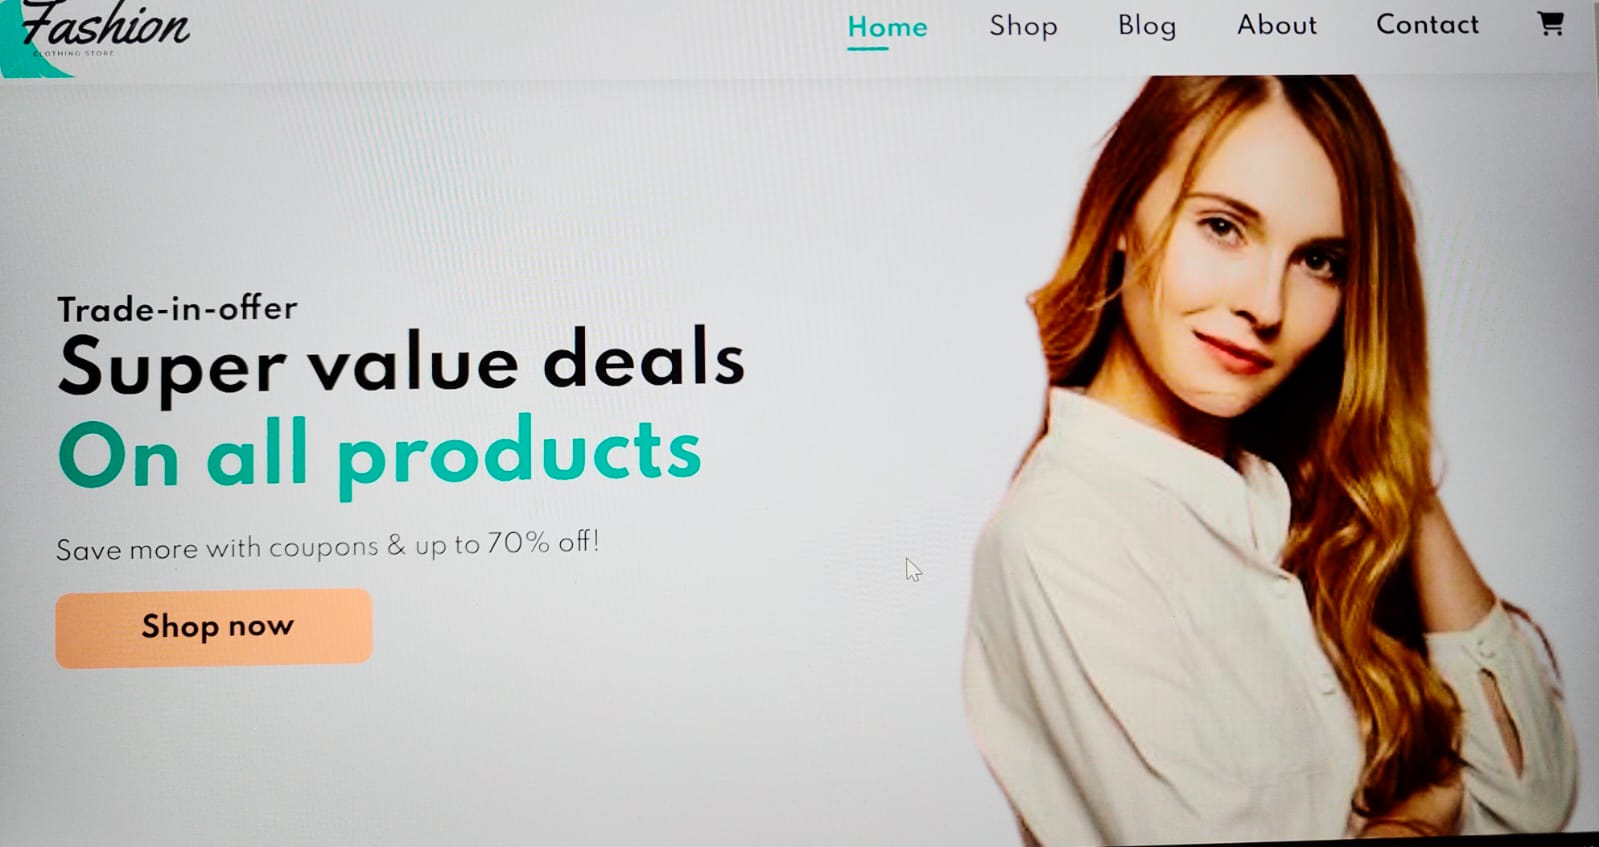 Fashion
CLOTHING STORE
Home Shop Blog About Contact
Trade-in-offer
Super value deals
On all products
Save more with coupons & up to 70% off!
Shop now